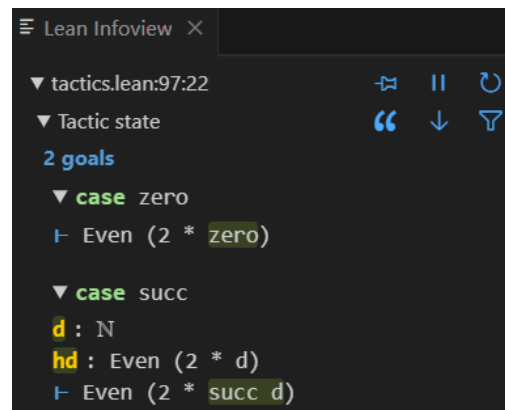 Lean Infoview ×
▼ tactics.lean:97:22
▼ Tactic state
2 goals
▼ case zero
⊢ Even (2 * zero)
▼ case succ
d : ℕ
hd : Even (2 * d)
⊢ Even (2 * succ d)